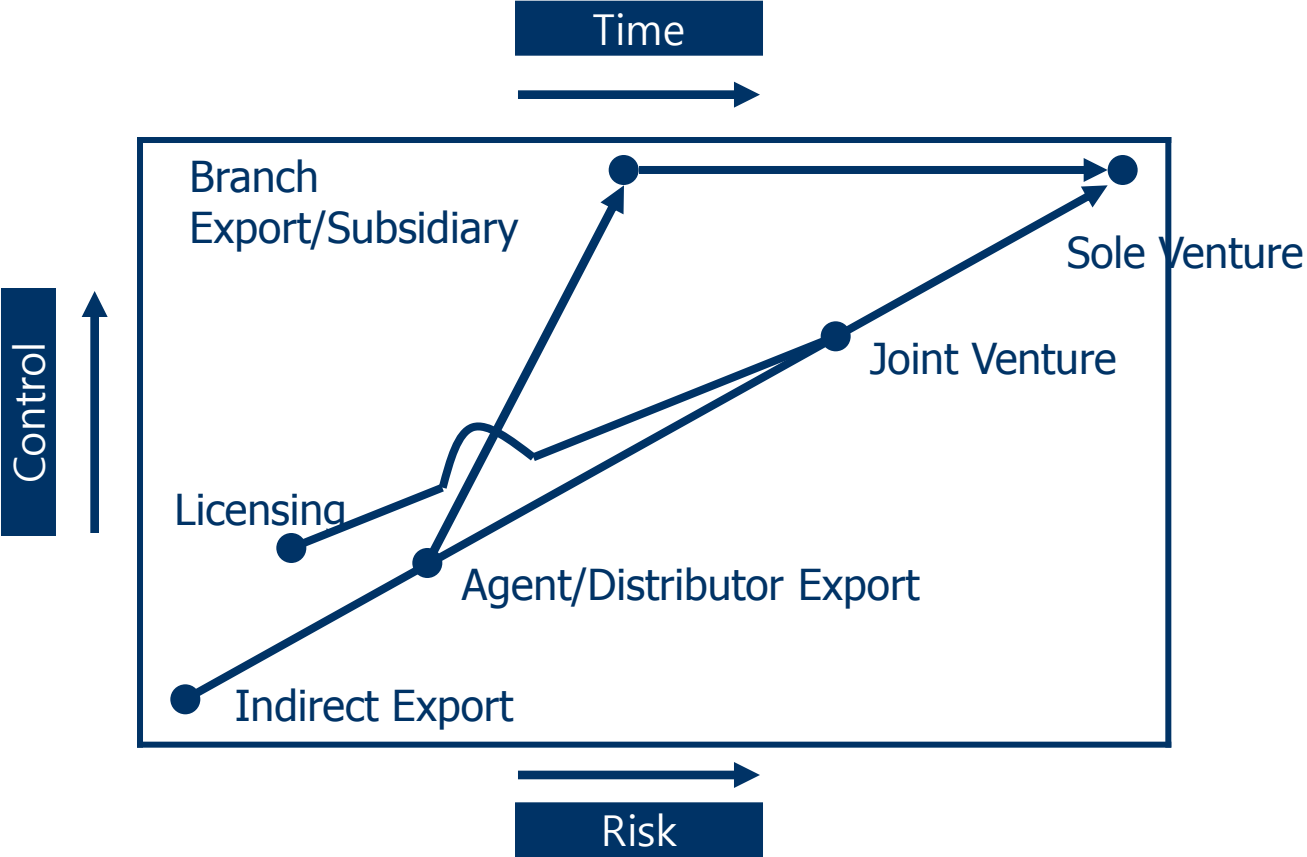 Time
Branch
Export/Subsidiary
Sole Venture
Control
Joint Venture
Licensing
Agent/Distributor Export
Indirect Export
Risk